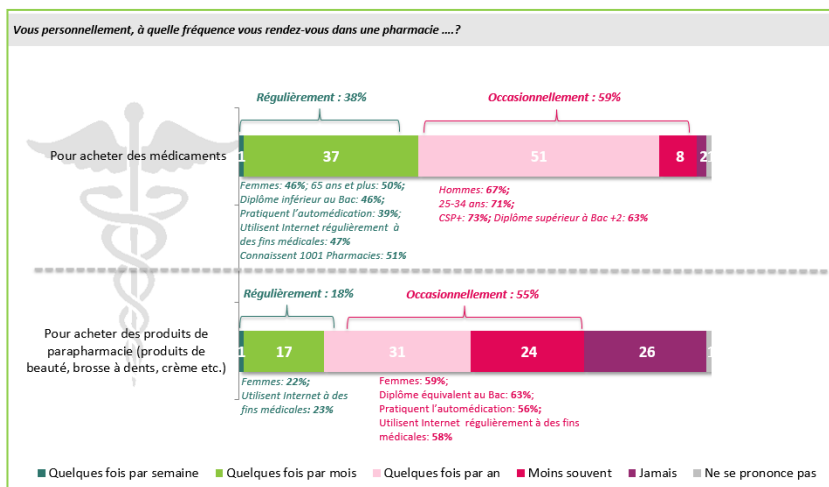 Vous personnellement, à quelle fréquence vous rendez-vous dans une pharmacie ....?
Régulièrement : 38%
Occasionnellement : 59%
Pour acheter des médicaments
1 37 51 8 2 1
Femmes: 46%; 65 ans et plus: 50%;
Diplôme inférieur au Bac: 46%;
Pratiquent l'automédication: 39%;
Utilisent Internet régulièrement à
des fins médicales: 47%
Connaissent 1001 Pharmacies: 51%
Hommes: 67%;
25-34 ans: 71%;
CSP+: 73%; Diplôme supérieur à Bac +2: 63%
Régulièrement : 18%
Occasionnellement : 55%
Pour acheter des produits de
parapharmacie (produits de
beauté, brosse à dents, crème etc.)
1 17 31 24 26 1
Femmes: 22%;
Utilisent Internet à des
fins médicales: 23%
Femmes: 59%;
Diplôme équivalent au Bac: 63%;
Pratiquent l'automédication: 56%;
Utilisent Internet régulièrement à des fins
médicales: 58%
Quelques fois par semaine Quelques fois par mois Quelques fois par an Moins souvent Jamais Ne se prononce pas